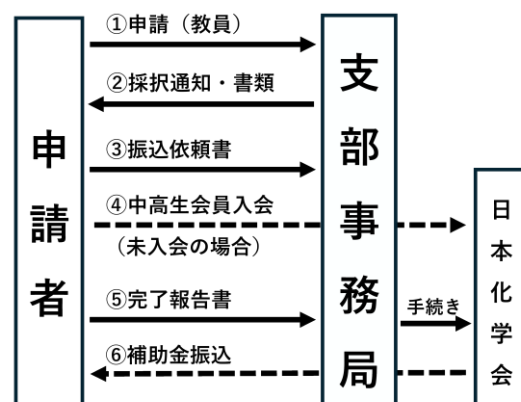 ①申請（教員）
②採択通知・書類
③振込依頼書
④中高生会員入会
（未入会の場合）
⑤完了報告書
⑥補助金振込
申請者
支部事務局
手続き
日本化学会